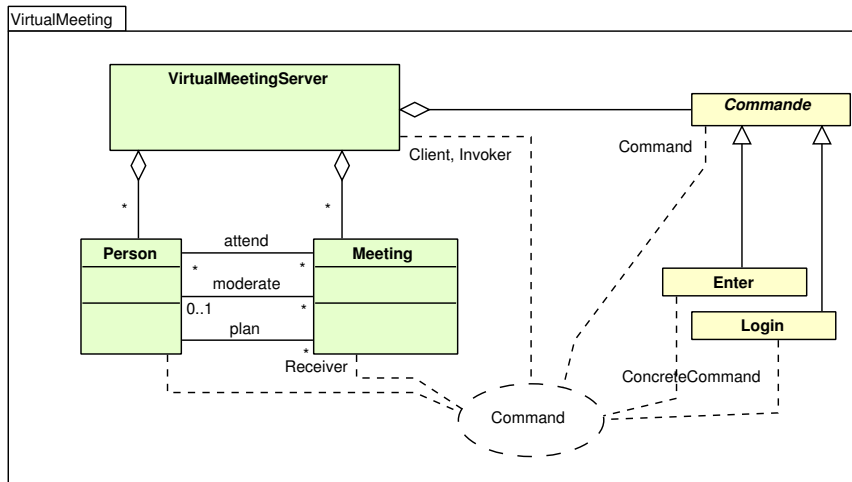 VirtualMeeting
VirtualMeetingServer
Commande
Client, Invoker
Command
*
*
Person
attend
Meeting
*
*
moderate
0..1
*
plan
*
Enter
Login
Receiver
ConcreteCommand
Command